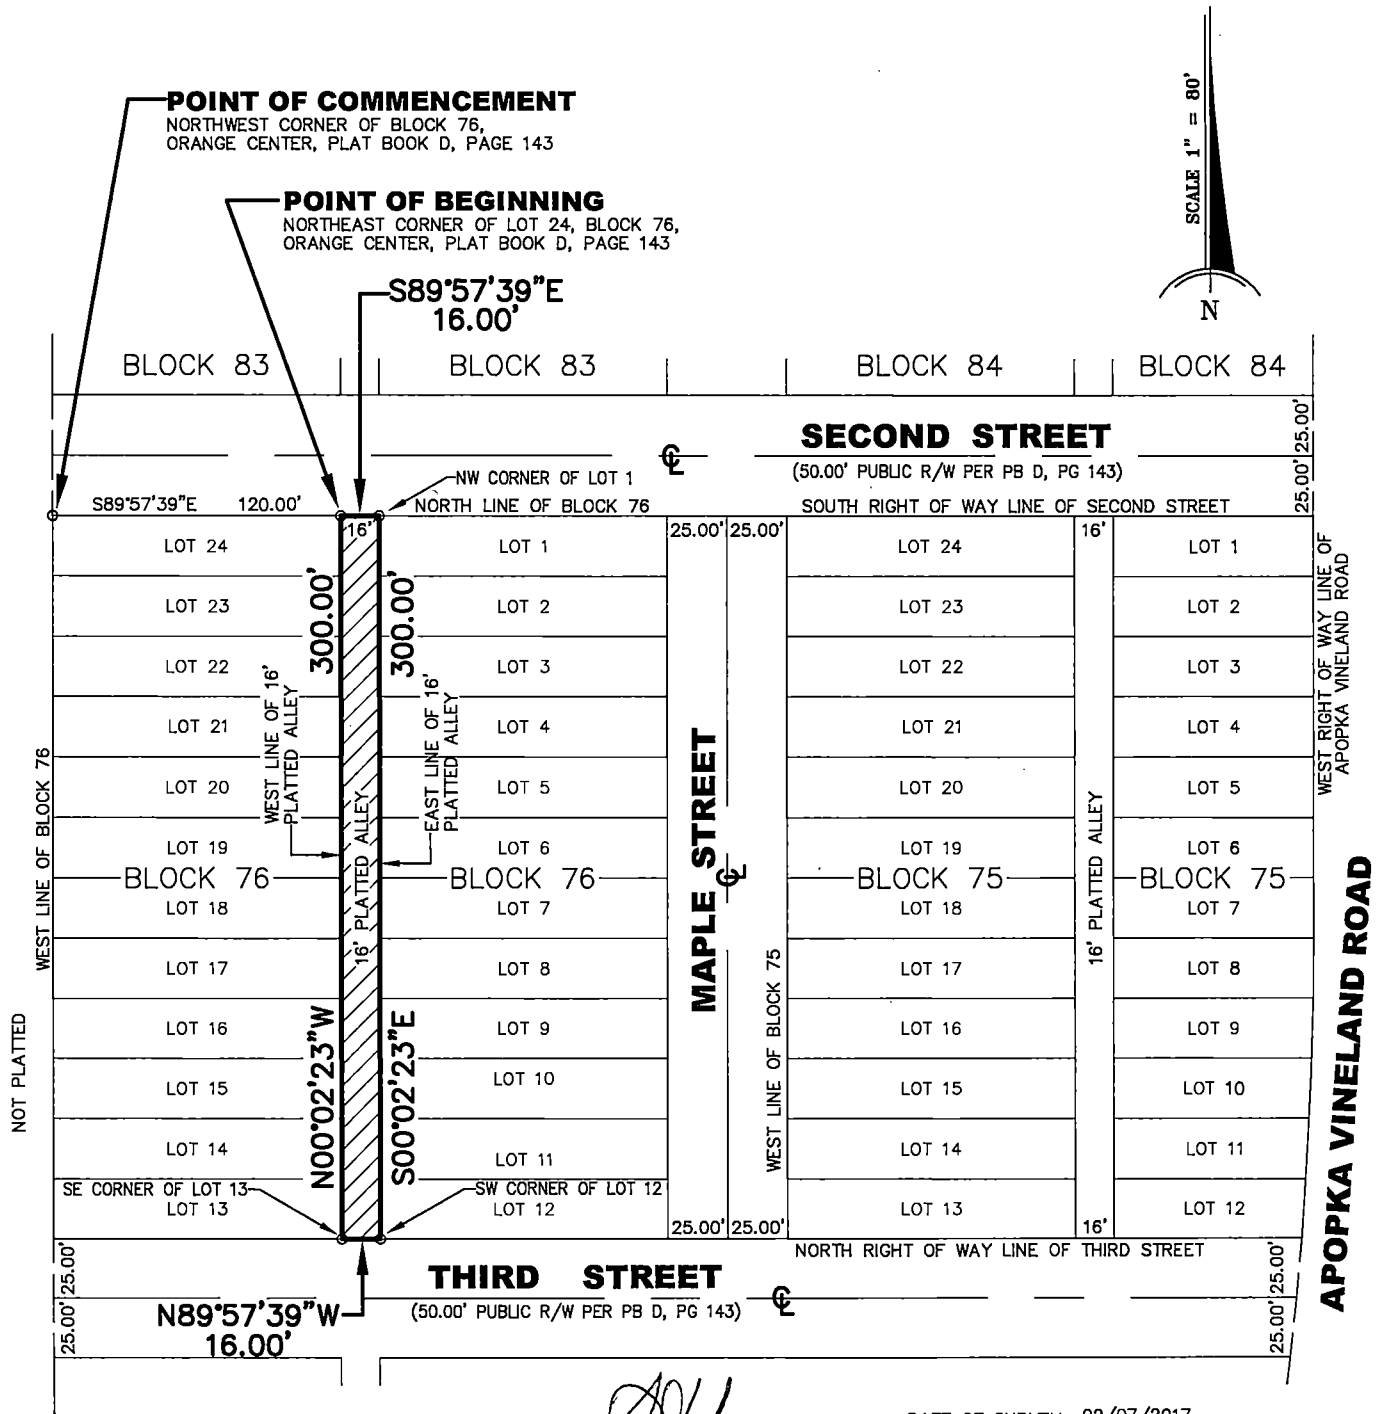 POINT OF COMMENCEMENT
NORTHWEST CORNER OF BLOCK 76,
ORANGE CENTER, PLAT BOOK D, PAGE 143
POINT OF BEGINNING
NORTHEAST CORNER OF LOT 24, BLOCK 76,
ORANGE CENTER, PLAT BOOK D, PAGE 143
S89°57'39"E
16.00'
SCALE 1" = 80'
N
BLOCK 83
BLOCK 83
BLOCK 84
BLOCK 84
SECOND STREET
(50.00' PUBLIC R/W PER PB D, PG 143)
25.00'
25.00'
NW CORNER OF LOT 1
S89°57'39"E 120.00'
NORTH LINE OF BLOCK 76
SOUTH RIGHT OF WAY LINE OF SECOND STREET
16'
25.00'
25.00'
16'
LOT 24
LOT 23
LOT 22
LOT 21
LOT 20
LOT 19
BLOCK 76
LOT 18
LOT 17
LOT 16
LOT 15
LOT 14
SE CORNER OF LOT 13
LOT 13
WEST LINE OF BLOCK 76
NOT PLATTED
300.00'
300.00'
WEST LINE OF 16'
PLATTED ALLEY
16' PLATTED ALLEY
EAST LINE OF 16'
PLATTED ALLEY
N00°02'23"W
S00°02'23"E
LOT 1
LOT 2
LOT 3
LOT 4
LOT 5
LOT 6
BLOCK 76
LOT 7
LOT 8
LOT 9
LOT 10
LOT 11
SW CORNER OF LOT 12
LOT 12
MAPLE STREET
WEST LINE OF BLOCK 75
25.00'
25.00'
LOT 24
LOT 23
LOT 22
LOT 21
LOT 20
LOT 19
BLOCK 75
LOT 18
LOT 17
LOT 16
LOT 15
LOT 14
LOT 13
16' PLATTED ALLEY
16'
LOT 1
LOT 2
LOT 3
LOT 4
LOT 5
LOT 6
BLOCK 75
LOT 7
LOT 8
LOT 9
LOT 10
LOT 11
LOT 12
WEST RIGHT OF WAY LINE OF
APOPKA VINELAND ROAD
APOPKA VINELAND ROAD
NORTH RIGHT OF WAY LINE OF THIRD STREET
THIRD STREET
(50.00' PUBLIC R/W PER PB D, PG 143)
25.00'
25.00'
25.00'
25.00'
N89°57'39"W
16.00'